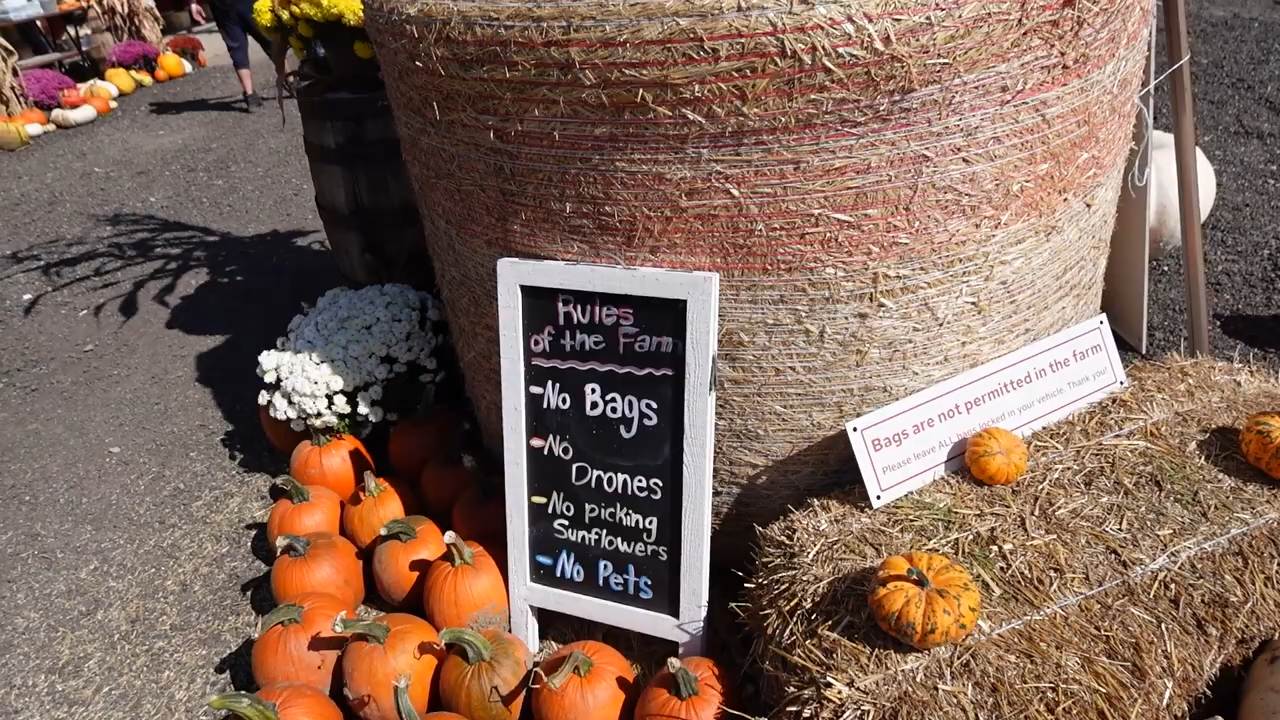 Rules
of the Farm
-No Bags
-No
Drones
-No picking
Sunflowers
-No Pets
Bags are not permitted in the farm
Please leave ALL bags locked in your vehicle. Thank you!